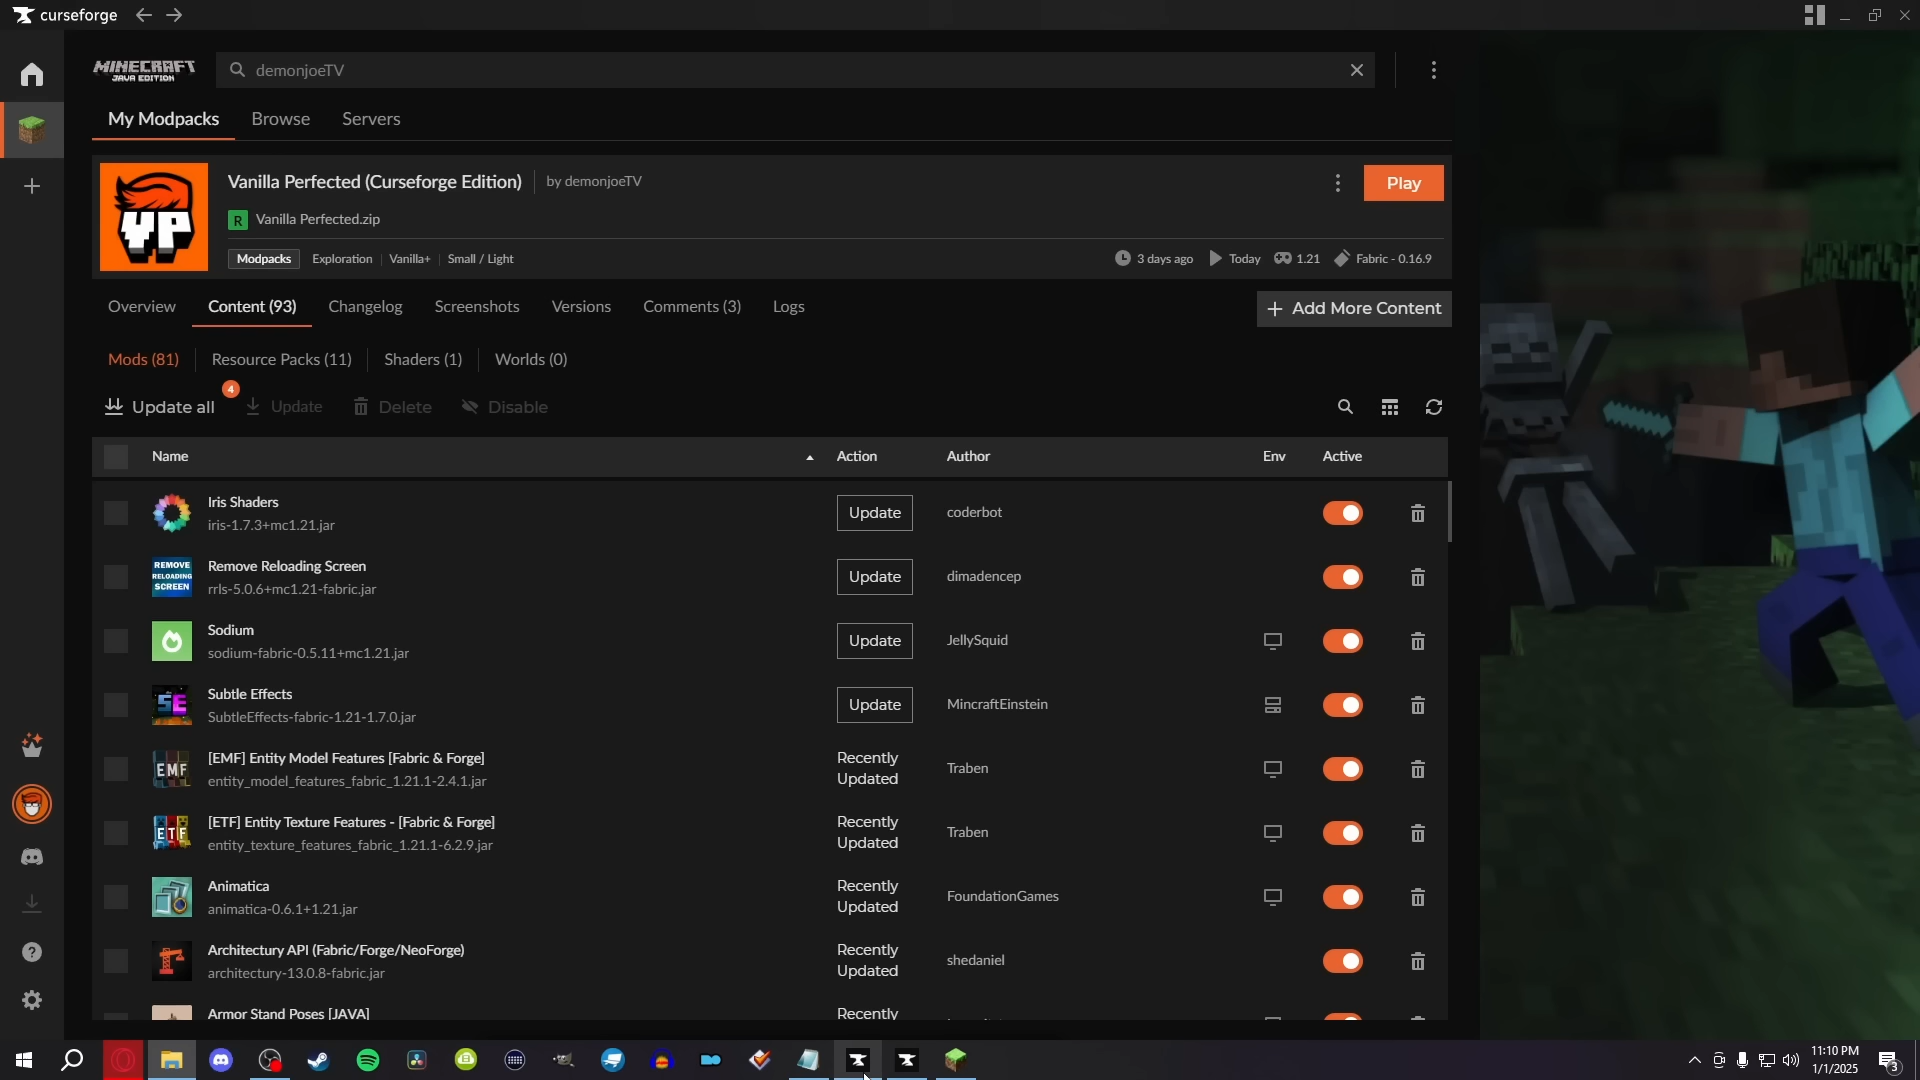 curseforge
MINECRAFT
JAVA EDITION
demonjoeTV
My Modpacks
Browse
Servers
VP
Vanilla Perfected (Curseforge Edition)
by demonjoeTV
Play
R
Vanilla Perfected.zip
Modpacks
Exploration
Vanilla+
Small / Light
3 days ago
Today
1.21
Fabric - 0.16.9
Overview
Content (93)
Changelog
Screenshots
Versions
Comments (3)
Logs
Add More Content
Mods (81)
Resource Packs (11)
Shaders (1)
Worlds (0)
4
Update all
Update
Delete
Disable
Name
Action
Author
Env
Active
Iris Shaders
iris-1.7.3+mc1.21.jar
Update
coderbot
REMOVE
RELOADING
SCREEN
Remove Reloading Screen
rrls-5.0.6+mc1.21-fabric.jar
Update
dimadencep
Sodium
sodium-fabric-0.5.11+mc1.21.jar
Update
JellySquid
SE
Subtle Effects
SubtleEffects-fabric-1.21-1.7.0.jar
Update
MincraftEinstein
EMF
[EMF] Entity Model Features [Fabric & Forge]
entity_model_features_fabric_1.21.1-2.4.1.jar
Recently
Updated
Traben
ETF
[ETF] Entity Texture Features - [Fabric & Forge]
entity_texture_features_fabric_1.21.1-6.2.9.jar
Recently
Updated
Traben
Animatica
animatica-0.6.1+1.21.jar
Recently
Updated
FoundationGames
Architectury API (Fabric/Forge/NeoForge)
architectury-13.0.8-fabric.jar
Recently
Updated
shedaniel
Armor Stand Poses [JAVA]
Recently
11:10 PM
1/1/2025
3